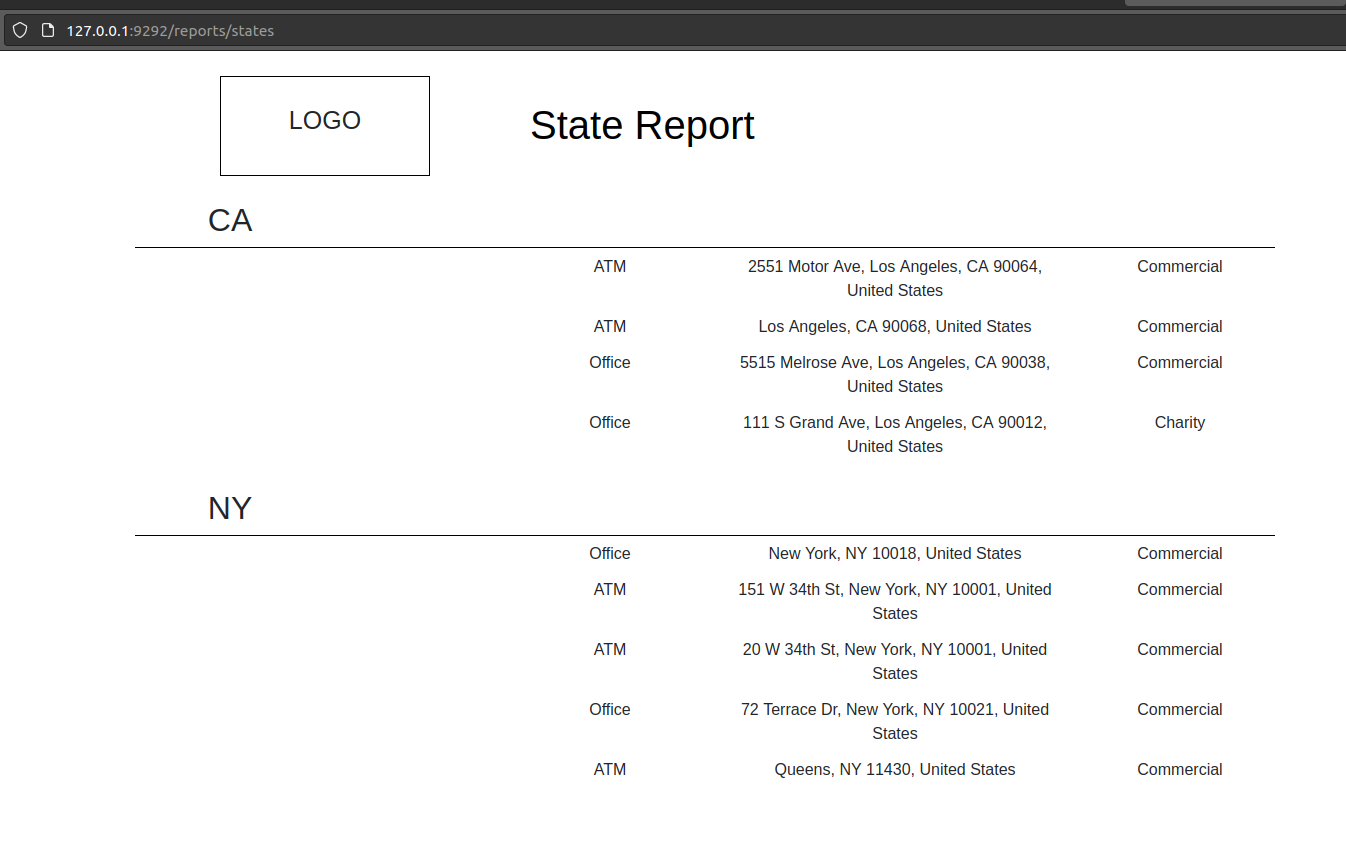 127.0.0.1:9292/reports/states
LOGO
State Report
CA
ATM 2551 Motor Ave, Los Angeles, CA 90064, Commercial
United States
ATM Los Angeles, CA 90068, United States Commercial
Office 5515 Melrose Ave, Los Angeles, CA 90038, Commercial
United States
Office 111 S Grand Ave, Los Angeles, CA 90012, Charity
United States
NY
Office New York, NY 10018, United States Commercial
ATM 151 W 34th St, New York, NY 10001, United Commercial
States
ATM 20 W 34th St, New York, NY 10001, United Commercial
States
Office 72 Terrace Dr, New York, NY 10021, United Commercial
States
ATM Queens, NY 11430, United States Commercial